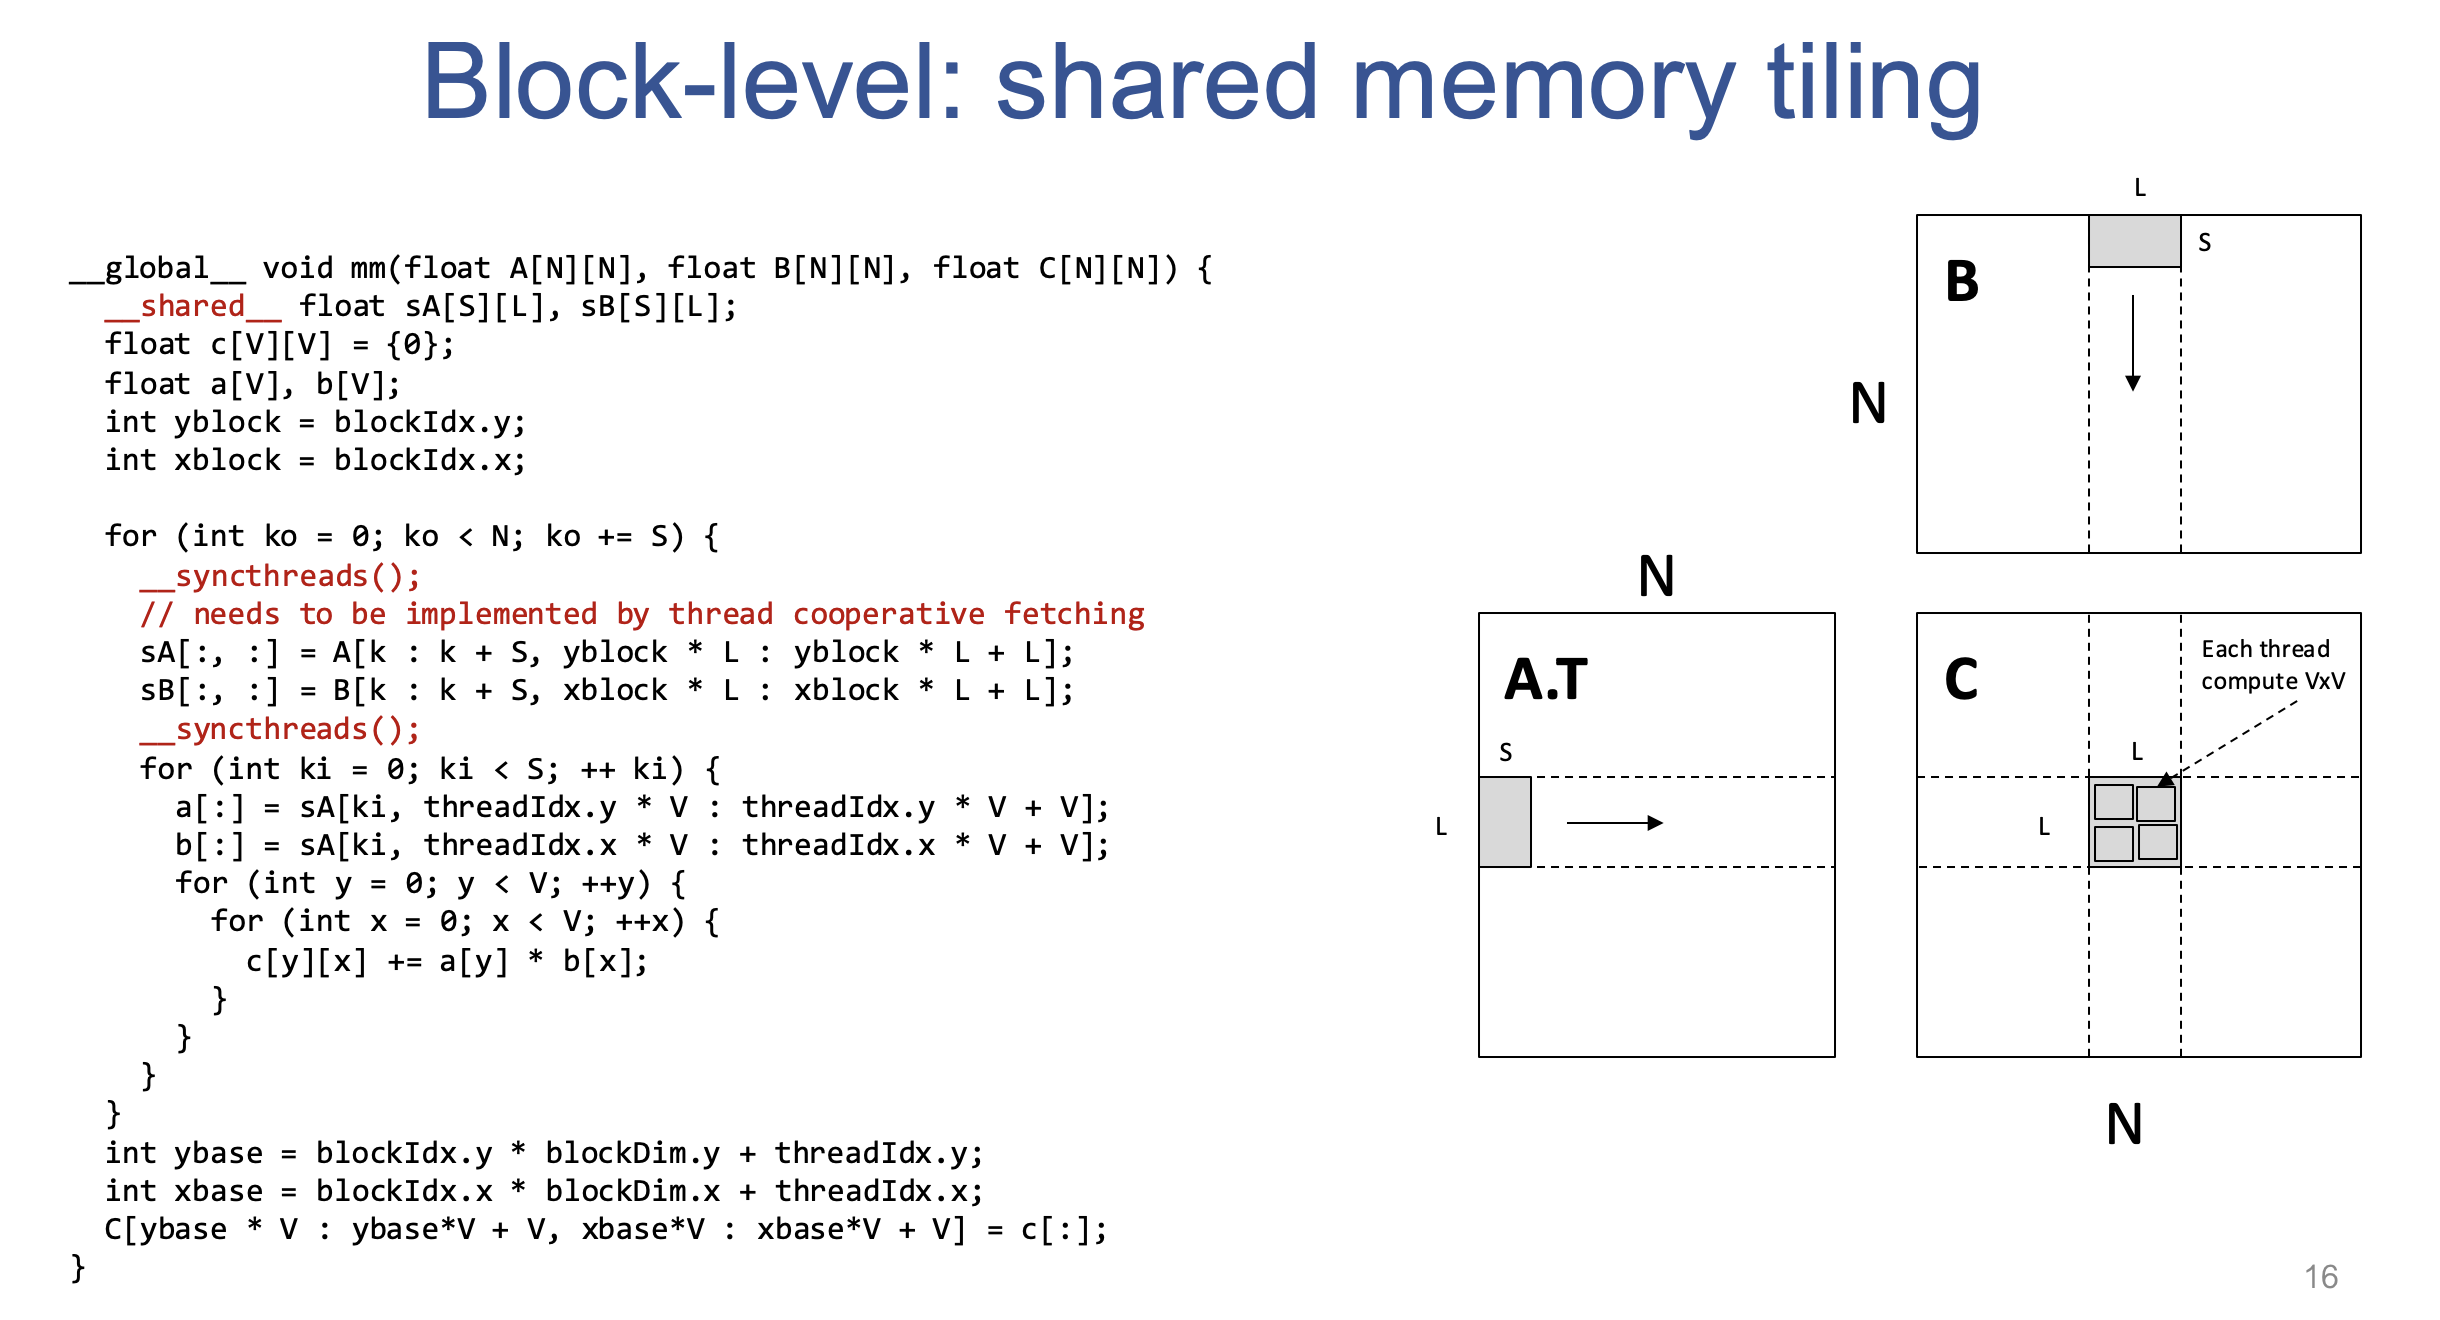 Block-level: shared memory tiling
__global__ void mm(float A[N][N], float B[N][N], float C[N][N]) {
__shared__ float sA[S][L], sB[S][L];
float c[V][V] = {0};
float a[V], b[V];
int yblock = blockIdx.y;
int xblock = blockIdx.x;
for (int ko = 0; ko < N; ko += S) {
__syncthreads();
// needs to be implemented by thread cooperative fetching
sA[:, :] = A[k : k + S, yblock * L : yblock * L + L];
sB[:, :] = B[k : k + S, xblock * L : xblock * L + L];
__syncthreads();
for (int ki = 0; ki < S; ++ ki) {
a[:] = sA[ki, threadIdx.y * V : threadIdx.y * V + V];
b[:] = sA[ki, threadIdx.x * V : threadIdx.x * V + V];
for (int y = 0; y < V; ++y) {
for (int x = 0; x < V; ++x) {
c[y][x] += a[y] * b[x];
}
}
}
}
int ybase = blockIdx.y * blockDim.y + threadIdx.y;
int xbase = blockIdx.x * blockDim.x + threadIdx.x;
C[ybase * V : ybase*V + V, xbase*V : xbase*V + V] = c[:];
}
L
S
B
N
N
A.T
S
L
C
Each thread
compute VxV
L
L
N
16